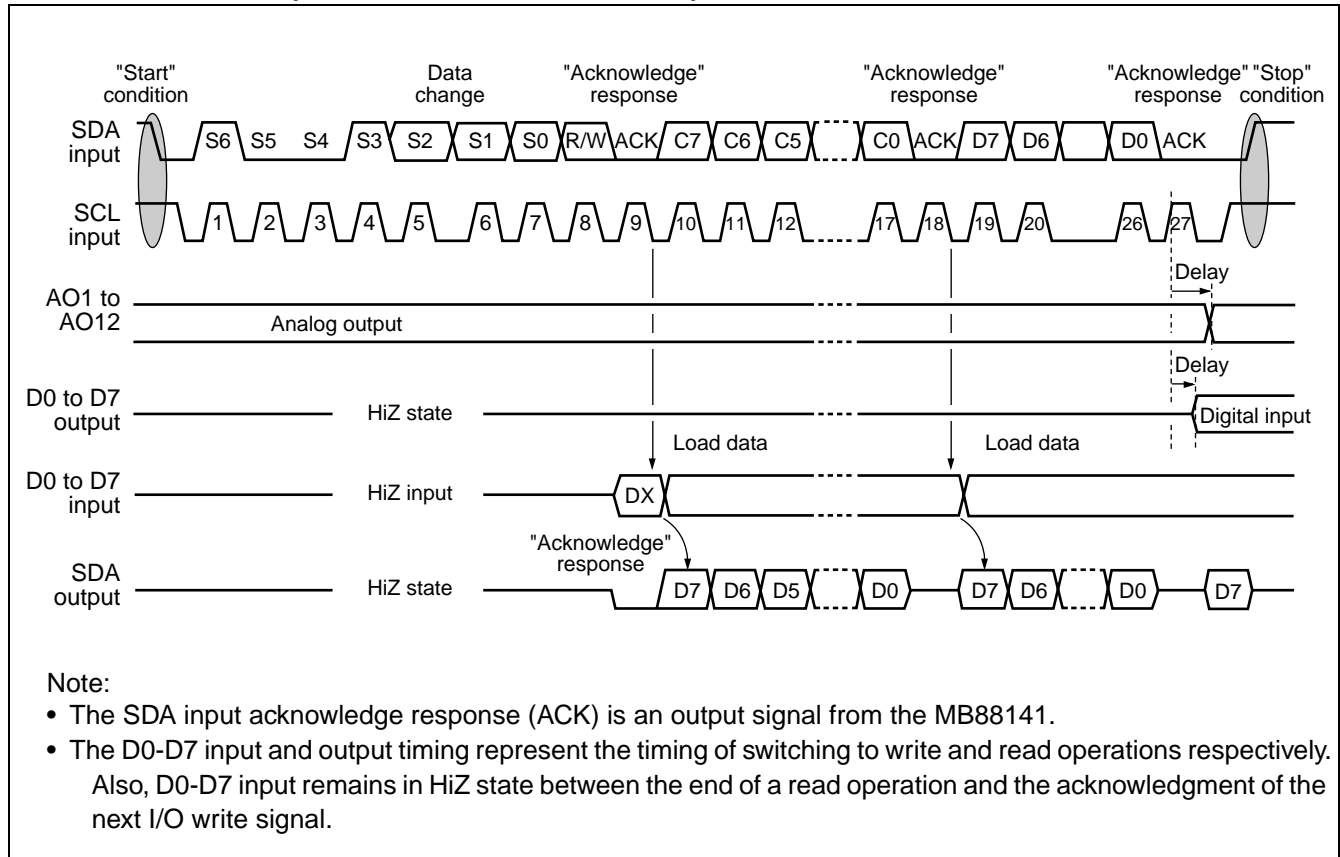 "Start" condition
Data change
"Acknowledge" response
"Acknowledge" response
"Acknowledge" response
"Stop" condition
SDA input
S6 S5 S4 S3 S2 S1 S0 R/W ACK C7 C6 C5 C0 ACK D7 D6 D0 ACK
SCL input
1 2 3 4 5 6 7 8 9 10 11 12 17 18 19 20 26 27
Delay
AO1 to AO12
Analog output
Delay
D0 to D7 output
HiZ state
Digital input
Load data
Load data
D0 to D7 input
HiZ input
DX
"Acknowledge" response
SDA output
HiZ state
D7 D6 D5 D0 D7 D6 D0 D7
Note:
• The SDA input acknowledge response (ACK) is an output signal from the MB88141.
• The D0-D7 input and output timing represent the timing of switching to write and read operations respectively.
Also, D0-D7 input remains in HiZ state between the end of a read operation and the acknowledgment of the
next I/O write signal.